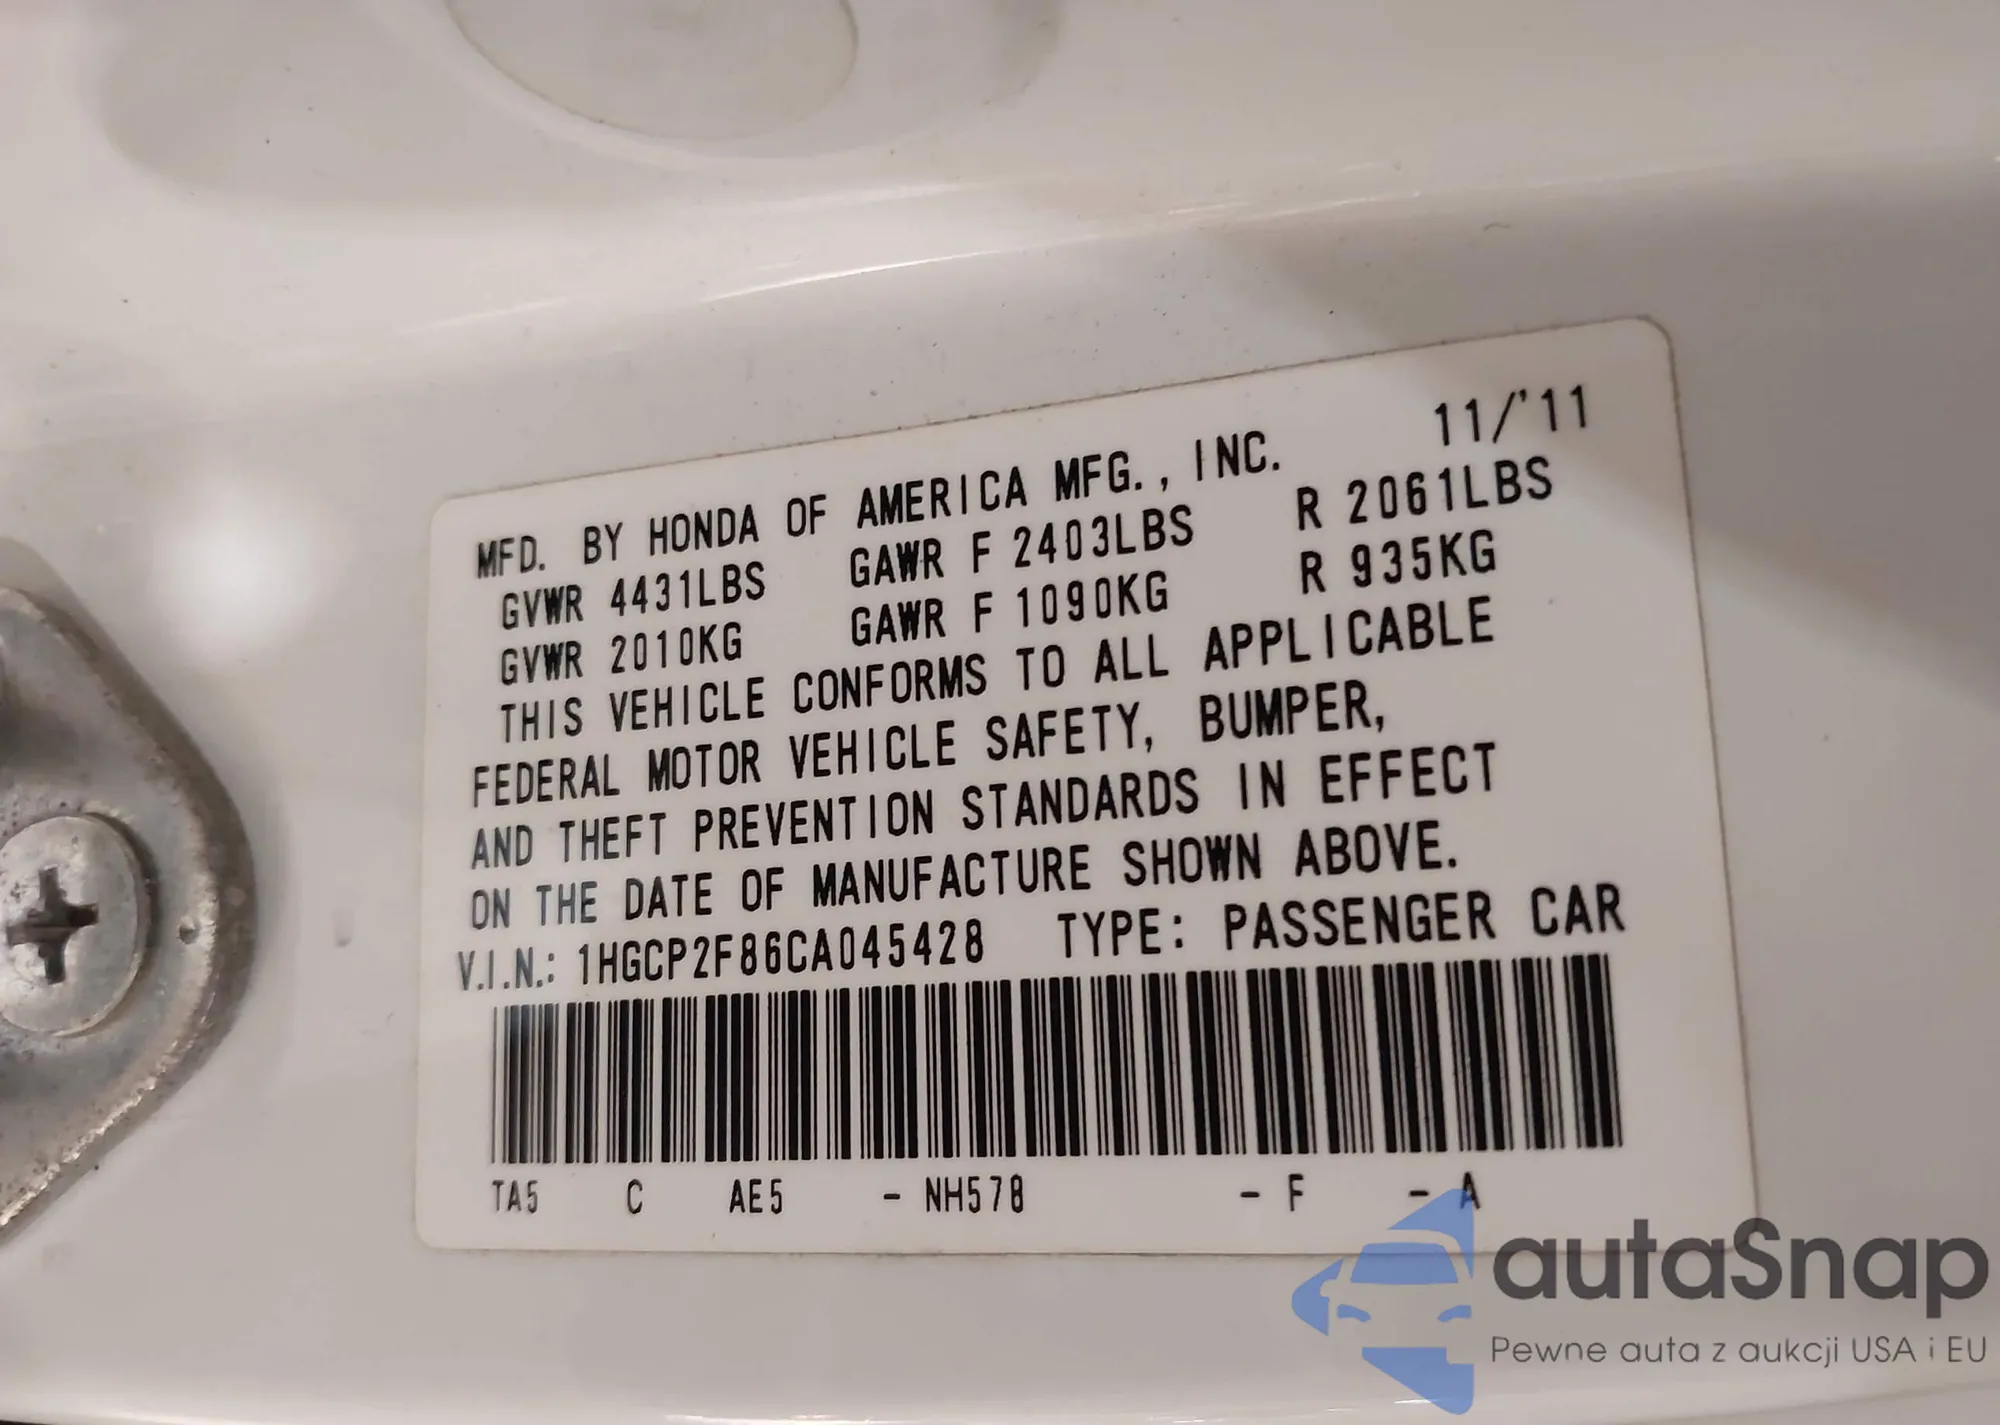 MFD. BY HONDA OF AMERICA MFG., INC. 11/'11
GVWR 4431LBS GAWR F 2403LBS R 2061LBS
GVWR 2010KG GAWR F 1090KG R 935KG
THIS VEHICLE CONFORMS TO ALL APPLICABLE
FEDERAL MOTOR VEHICLE SAFETY, BUMPER,
AND THEFT PREVENTION STANDARDS IN EFFECT
ON THE DATE OF MANUFACTURE SHOWN ABOVE.
V.I.N.: 1HGCP2F86CA045428 TYPE: PASSENGER CAR
TA5 C AE5 - NH578 - F - A
autaSnap
Pewne auta z aukcji USA i EU